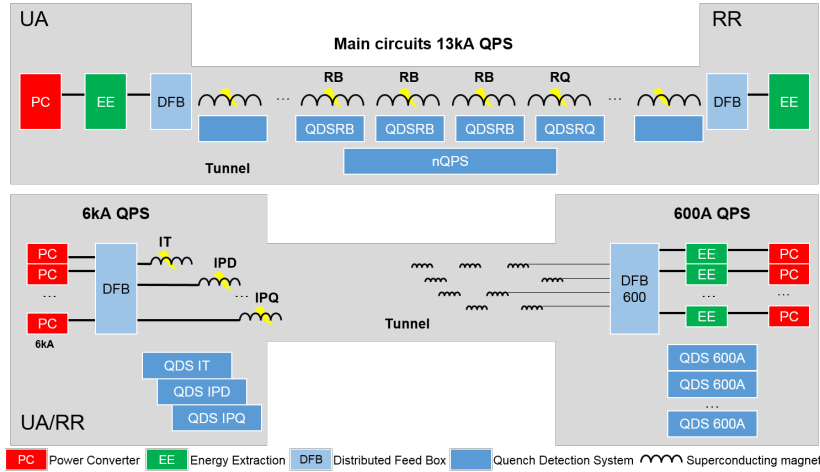 UA
RR
Main circuits 13kA QPS
RB RB RB RQ
PC EE DFB ... ... DFB EE
QDSRB QDSRB QDSRB QDSRQ
nQPS
Tunnel
6kA QPS
600A QPS
IT
IPD
IPQ
PC
PC
...
PC
6kA
DFB
...
QDS IT
QDS IPD
QDS IPQ
UA/RR
Tunnel
DFB
600
EE PC
EE PC
... ...
EE PC
QDS 600A
QDS 600A
...
QDS 600A
PC Power Converter EE Energy Extraction DFB Distributed Feed Box Quench Detection System Superconducting magnet